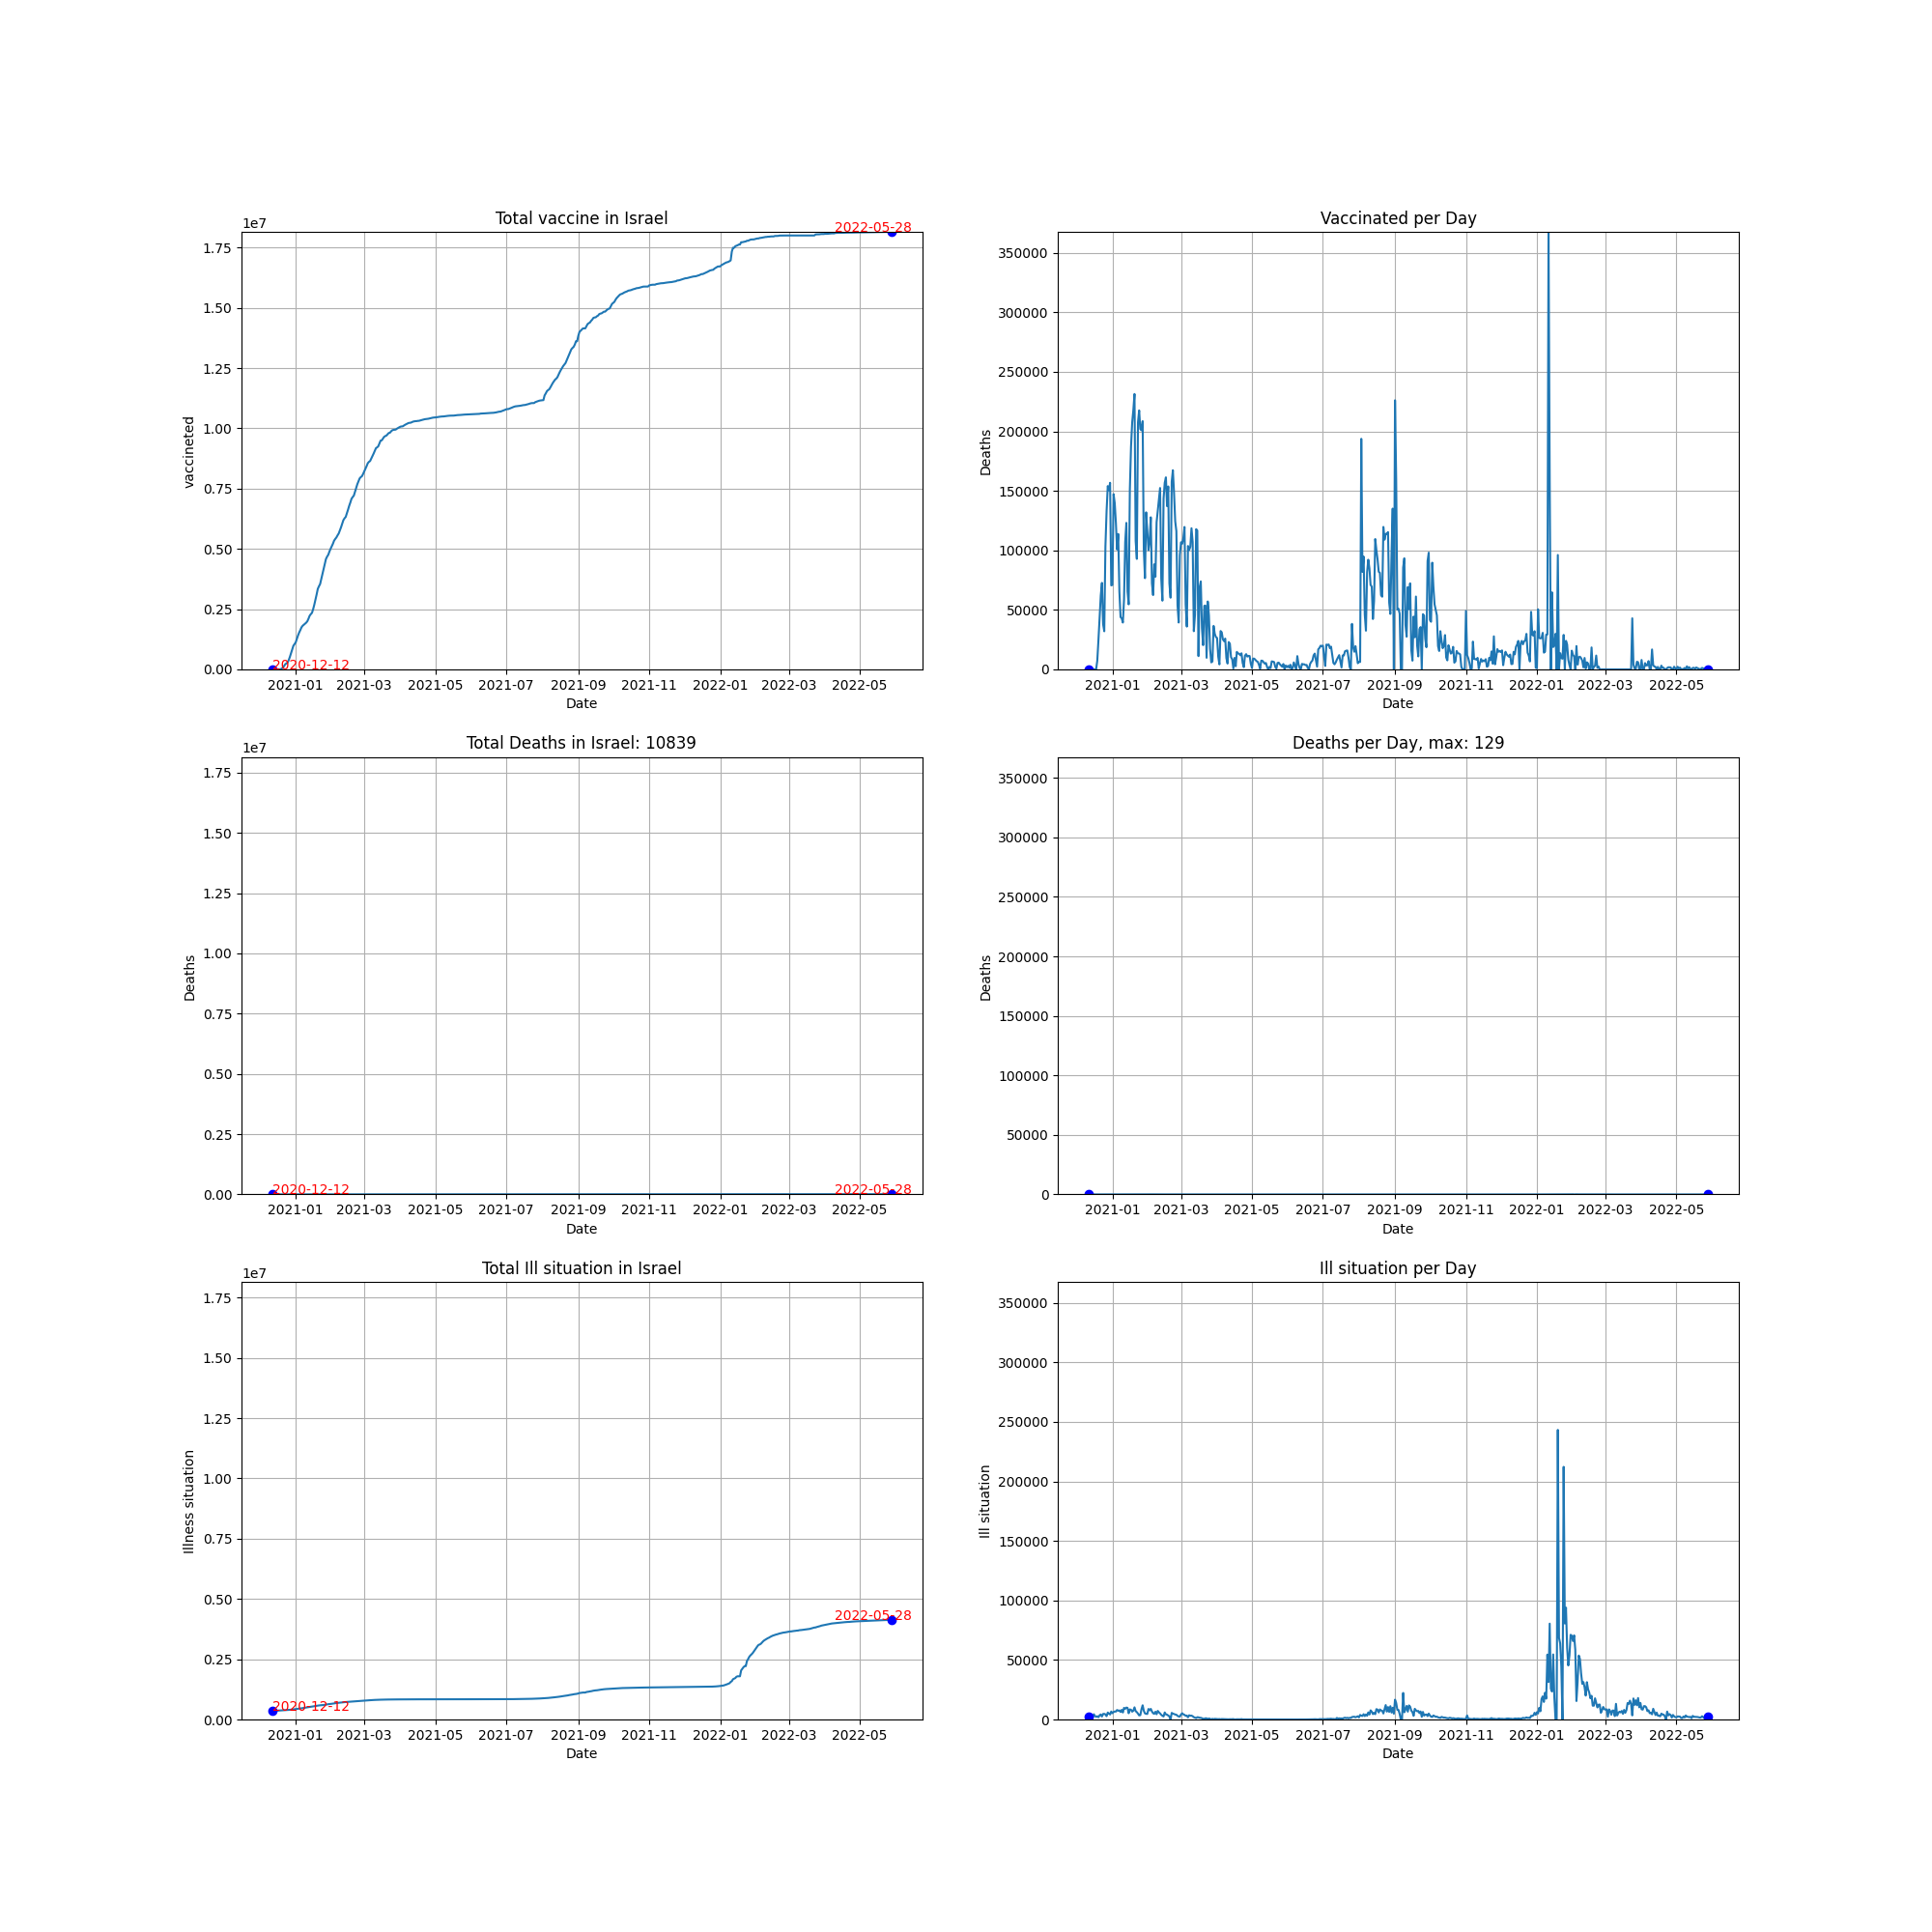 Total vaccine in Israel
1e7
2022-05-28
1.75
1.50
1.25
1.00
0.75
0.50
0.25
0.00
vaccineted
2020-12-12
2021-01 2021-03 2021-05 2021-07 2021-09 2021-11 2022-01 2022-03 2022-05
Date
Vaccinated per Day
350000
300000
250000
200000
150000
100000
50000
0
Deaths
2021-01 2021-03 2021-05 2021-07 2021-09 2021-11 2022-01 2022-03 2022-05
Date
Total Deaths in Israel: 10839
1e7
1.75
1.50
1.25
1.00
0.75
0.50
0.25
0.00
Deaths
2020-12-12
2022-05-28
2021-01 2021-03 2021-05 2021-07 2021-09 2021-11 2022-01 2022-03 2022-05
Date
Deaths per Day, max: 129
350000
300000
250000
200000
150000
100000
50000
0
Deaths
2021-01 2021-03 2021-05 2021-07 2021-09 2021-11 2022-01 2022-03 2022-05
Date
Total Ill situation in Israel
1e7
1.75
1.50
1.25
1.00
0.75
0.50
0.25
0.00
Illness situation
2020-12-12
2022-05-28
2021-01 2021-03 2021-05 2021-07 2021-09 2021-11 2022-01 2022-03 2022-05
Date
Ill situation per Day
350000
300000
250000
200000
150000
100000
50000
0
Ill situation
2021-01 2021-03 2021-05 2021-07 2021-09 2021-11 2022-01 2022-03 2022-05
Date